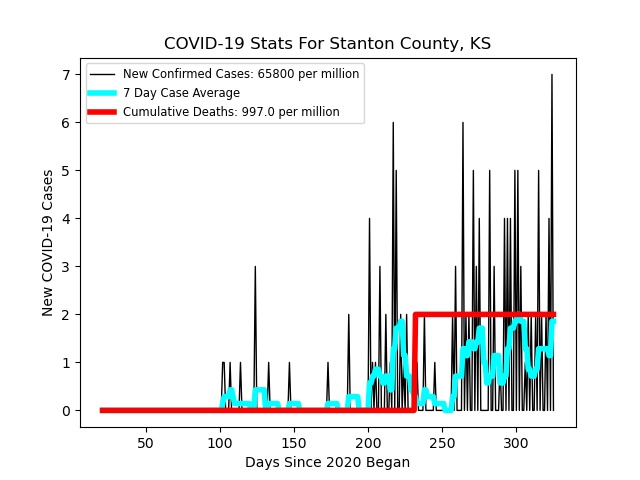 COVID-19 Stats For Stanton County, KS
New Confirmed Cases: 65800 per million
7 Day Case Average
Cumulative Deaths: 997.0 per million
New COVID-19 Cases
7
6
5
4
3
2
1
0
50 100 150 200 250 300
Days Since 2020 Began